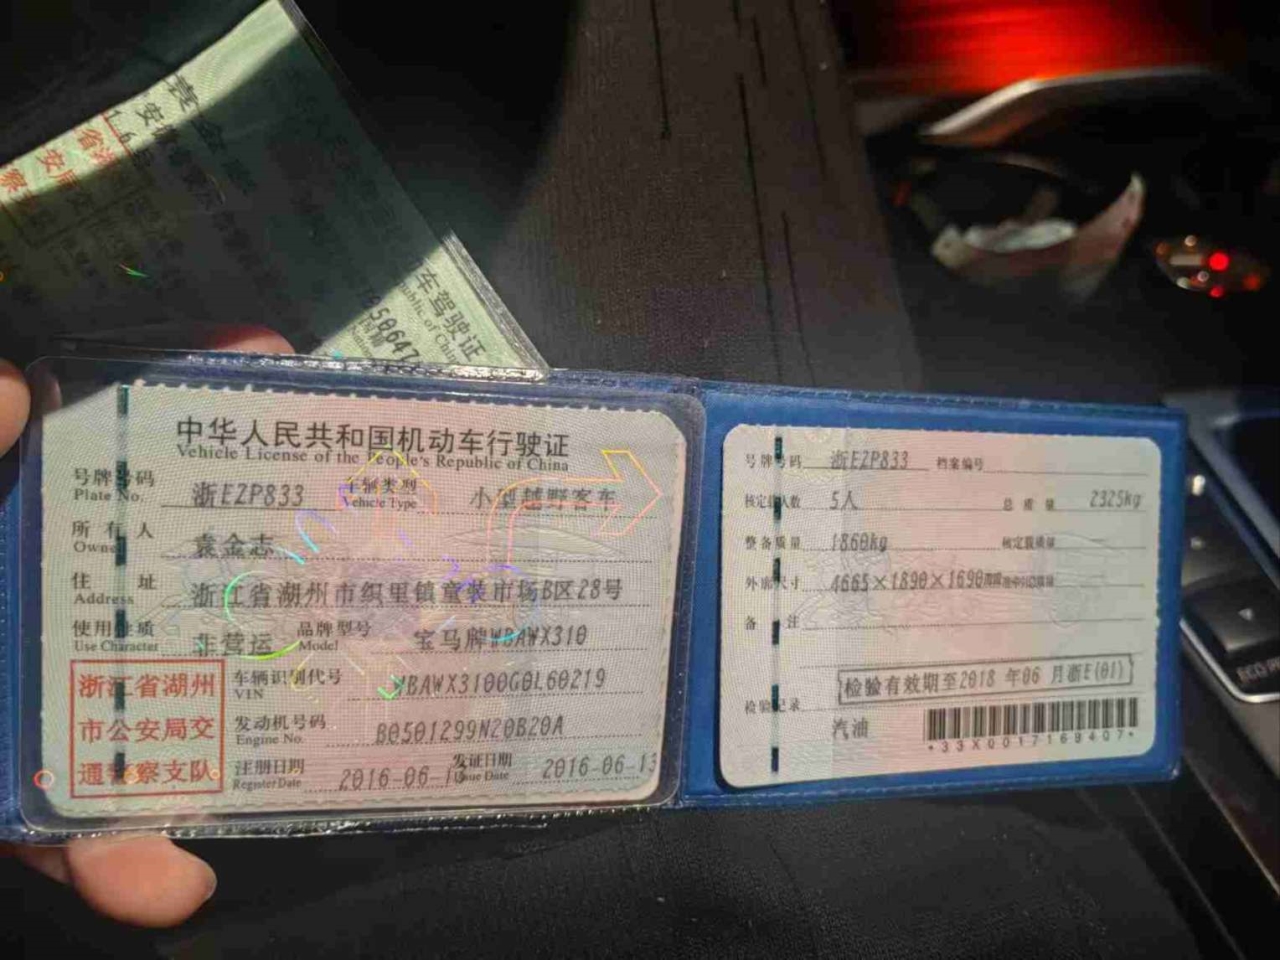 车驾驶证
中华人民共和国机动车行驶证
Vehicle License of the People's Republic of China
号牌号码 浙EZP833 车辆类型 小型越野客车
Plate No. Vehicle Type
所有人 袁金志
Owner
住址 浙江省湖州市织里镇童装市场B区28号
Address
使用性质 非营运 品牌型号 宝马牌WBAWX310
Use Character Model
浙江省湖州
市公安局交
通警察支队
车辆识别代号 WBAWX3100G0L60219
VIN
发动机号码 B0501299N20B20A
Engine No.
注册日期 2016-06-13 发证日期 2016-06-13
Register Date Issue Date
号牌号码 浙EZP833 档案编号
核定载人数 5人 总质量 2325kg
整备质量 1860kg 核定载质量
外廓尺寸 4665×1890×1690
备注
检验有效期至2018 年06 月浙E(01)
检验记录
汽油
*33X0017169407*